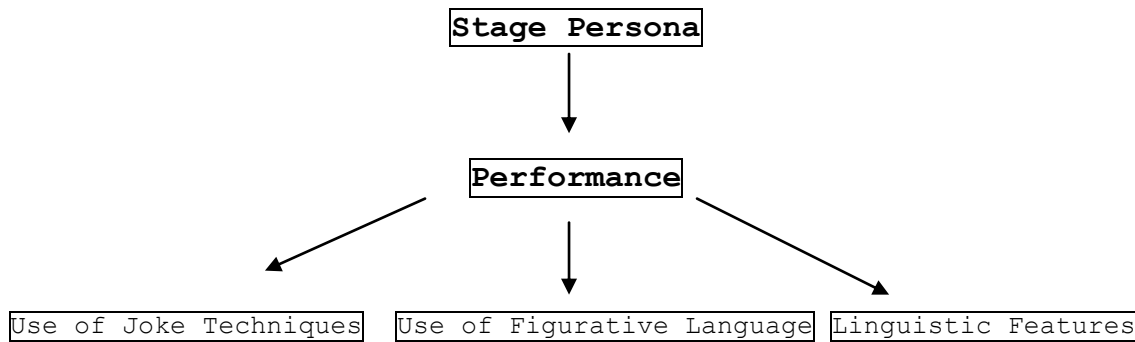 Stage Persona
Performance
Use of Joke Techniques
Use of Figurative Language
Linguistic Features